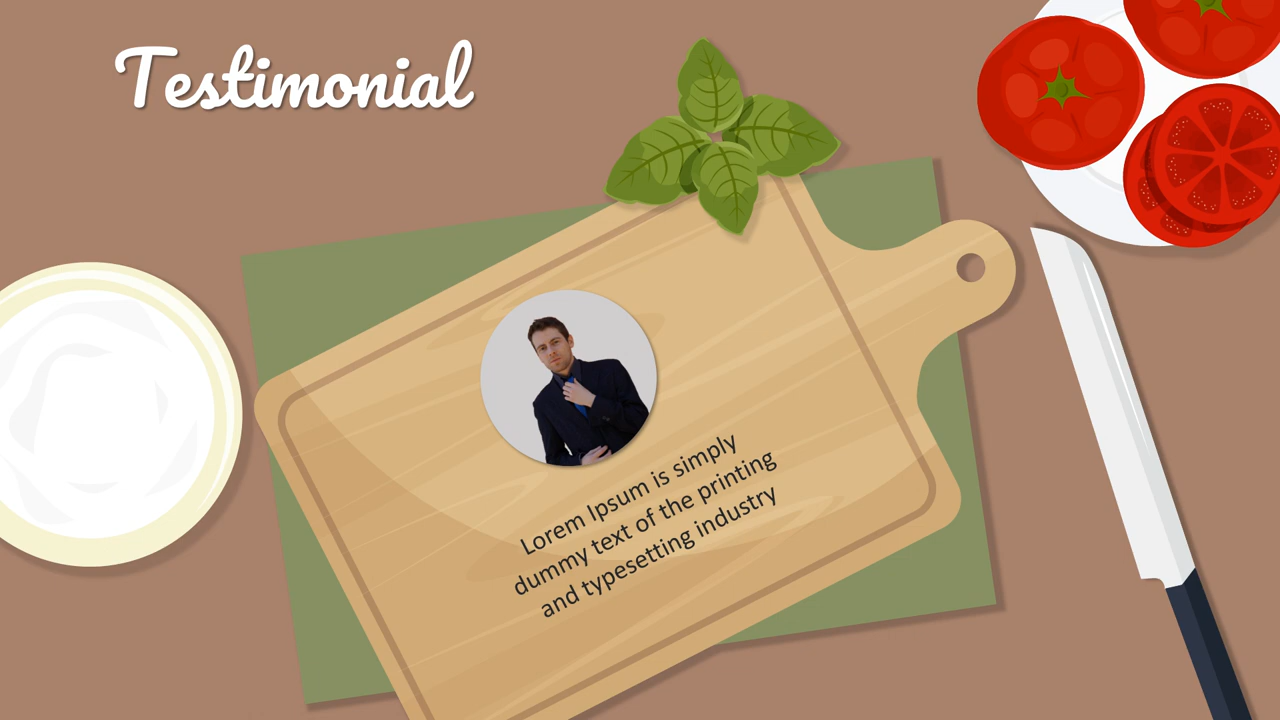 Testimonial
Lorem Ipsum is simply
dummy text of the printing
and typesetting industry